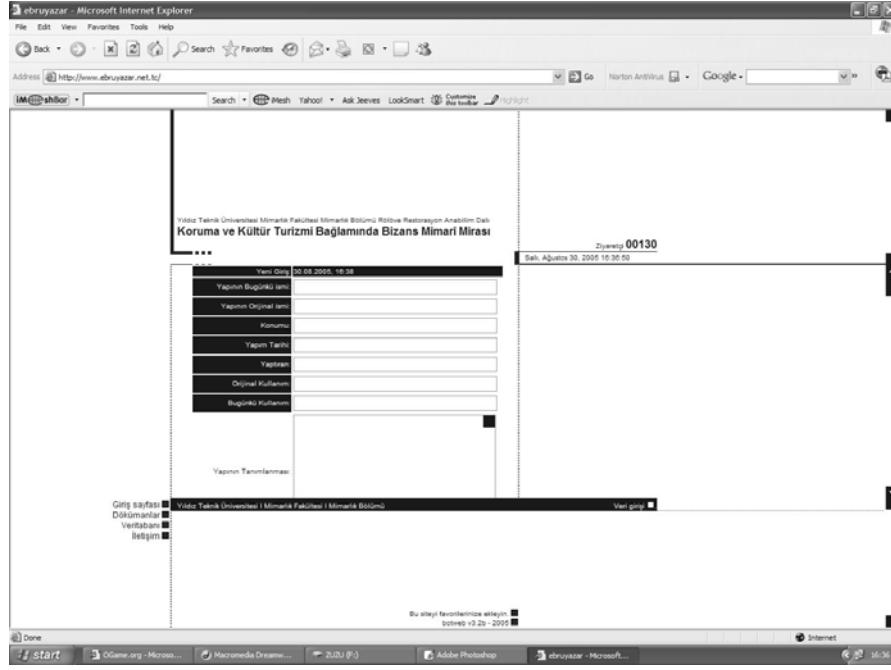 ebruyazar - Microsoft Internet Explorer
File Edit View Favorites Tools Help
Back Search Favorites
Address http://www.ebruyazar.net.tc/ Go Norton AntiVirus Google
Search iMesh Yahoo! Ask Jeeves LookSmart Customize this toolbar Highlight
Yıldız Teknik Üniversitesi Mimarlık Fakültesi Mimarlık Bölümü Rölöve Restorasyon Anabilim Dalı
Koruma ve Kültür Turizmi Bağlamında Bizans Mimari Mirası
Ziyaretçi 00130
Salı, Ağustos 30, 2005 16:36:50
Yeni Giriş 30.08.2005, 16:38
Yapının Bugünkü ismi:
Yapının Orijinal ismi:
Konumu:
Yapım Tarihi:
Yaptıran:
Orijinal Kullanım:
Bugünkü Kullanım:
Yapının Tanımlanması:
Giriş sayfası
Yıldız Teknik Üniversitesi I Mimarlık Fakültesi I Mimarlık Bölümü Veri girişi
Dökümanlar
Veritabanı
İletişim
Bu siteyi favorilerinize ekleyin.
botweb v3.2b - 2005
Done Internet
start OGame.org - Microso... Macromedia Dreamw... ZUZU (F:) Adobe Photoshop ebruyazar - Microsoft... 16:36